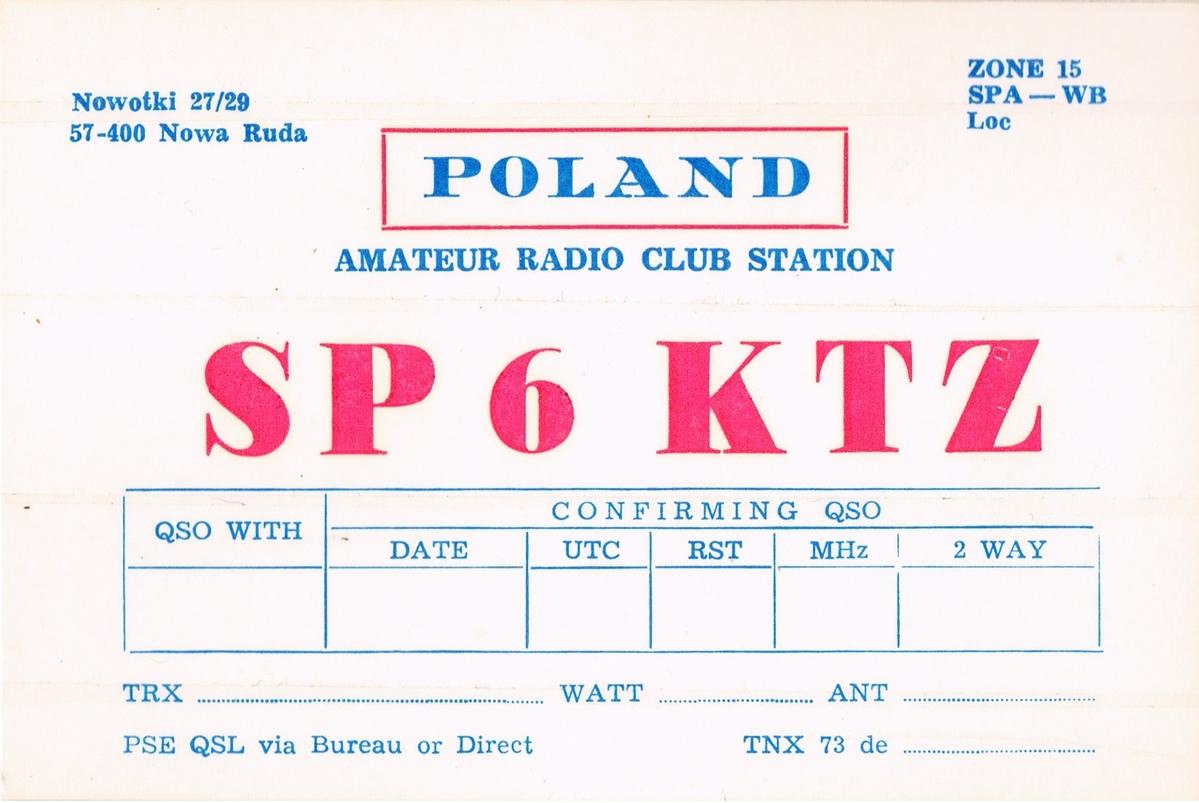 Nowotki 27/29
57-400 Nowa Ruda
ZONE 15
SPA — WB
Loc
POLAND
AMATEUR RADIO CLUB STATION
SP 6 KTZ
QSO WITH
CONFIRMING QSO
DATE UTC RST MHz 2 WAY
TRX ........ WATT ........ ANT ........
PSE QSL via Bureau or Direct TNX 73 de ........